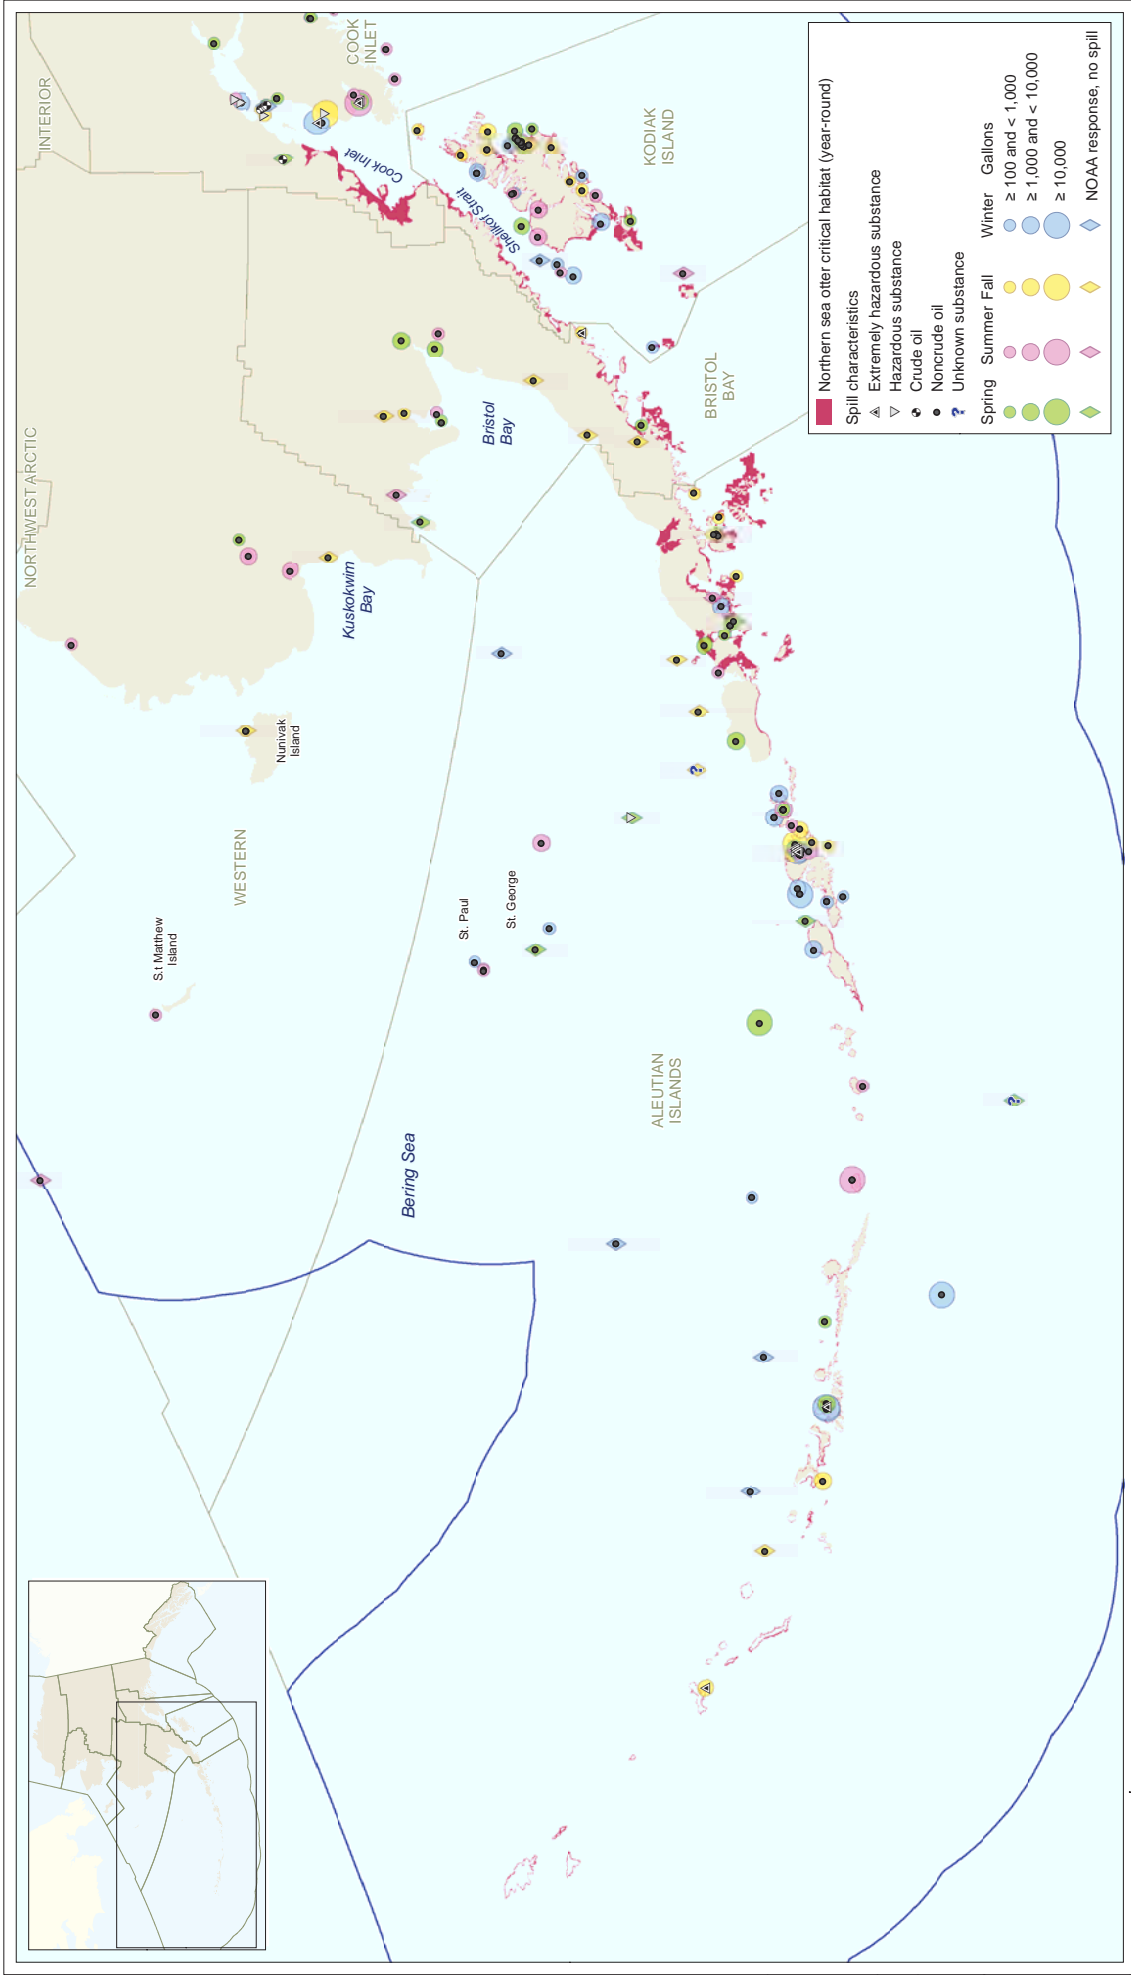 NORTHWEST ARCTIC
INTERIOR
COOK
INLET
Cook Inlet
Shelikof Strait
KODIAK
ISLAND
BRISTOL
BAY
Bristol
Bay
Kuskokwim
Bay
Nunivak
Island
WESTERN
S.t Matthew
Island
St. Paul
St. George
ALEUTIAN
ISLANDS
Bering Sea
Northern sea otter critical habitat (year-round)
Spill characteristics
Extremely hazardous substance
Hazardous substance
Crude oil
Noncrude oil
? Unknown substance
Spring Summer Fall Winter Gallons
≥ 100 and < 1,000
≥ 1,000 and < 10,000
≥ 10,000
NOAA response, no spill
?
?